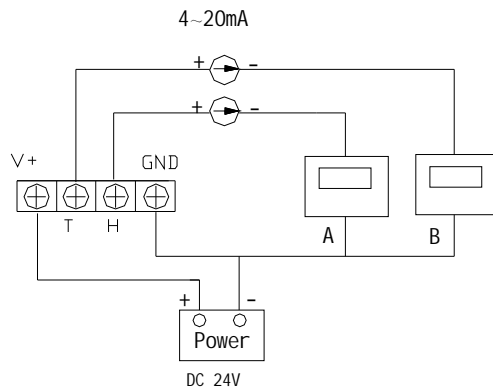 4~20mA
+ -
+ -
V+ GND
T H
A B
+ -
Power
DC 24V